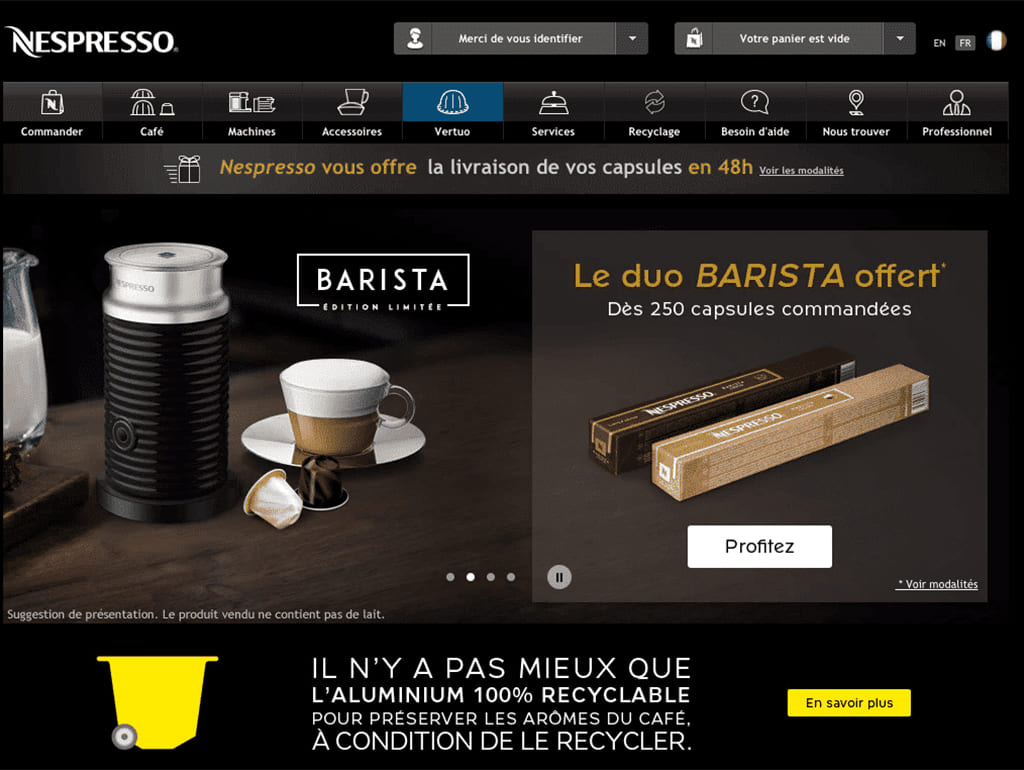 NESPRESSO
Merci de vous identifier
Votre panier est vide
EN FR
Commander
Café
Machines
Accessoires
Vertuo
Services
Recyclage
Besoin d'aide
Nous trouver
Professionnel
Nespresso vous offre la livraison de vos capsules en 48h Voir les modalités
NESPRESSO
BARISTA
ÉDITION LIMITÉE
Le duo BARISTA offert*
Dès 250 capsules commandées
NESPRESSO
NESPRESSO
Profitez
* Voir modalités
Suggestion de présentation. Le produit vendu ne contient pas de lait.
IL N'Y A PAS MIEUX QUE
L'ALUMINIUM 100% RECYCLABLE
POUR PRÉSERVER LES ARÔMES DU CAFÉ,
À CONDITION DE LE RECYCLER.
En savoir plus